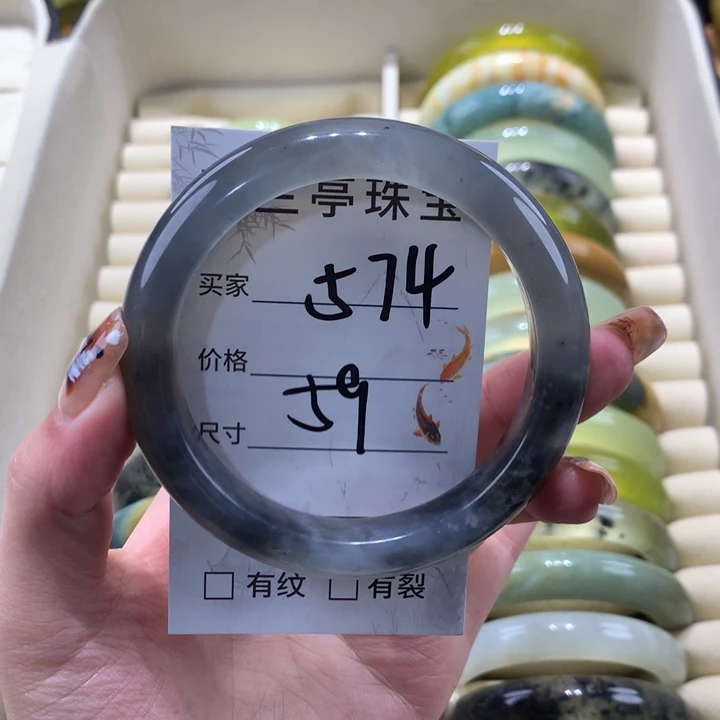 亭珠宝
买家 574
价格
尺寸 59
□ 有纹 □ 有裂